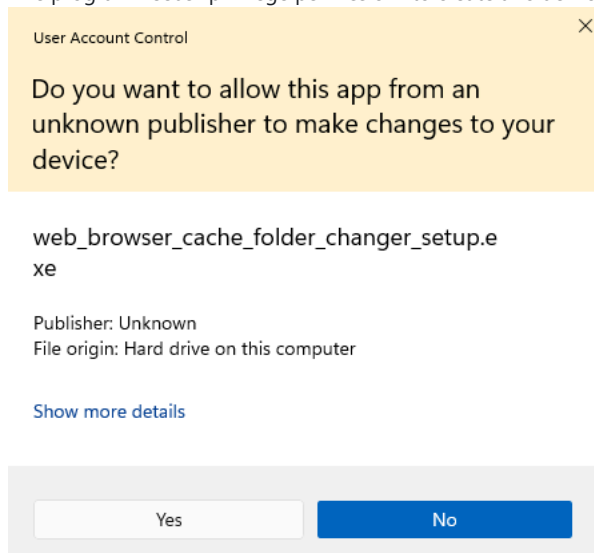 User Account Control
Do you want to allow this app from an
unknown publisher to make changes to your
device?
web_browser_cache_folder_changer_setup.e
xe
Publisher: Unknown
File origin: Hard drive on this computer
Show more details
Yes
No